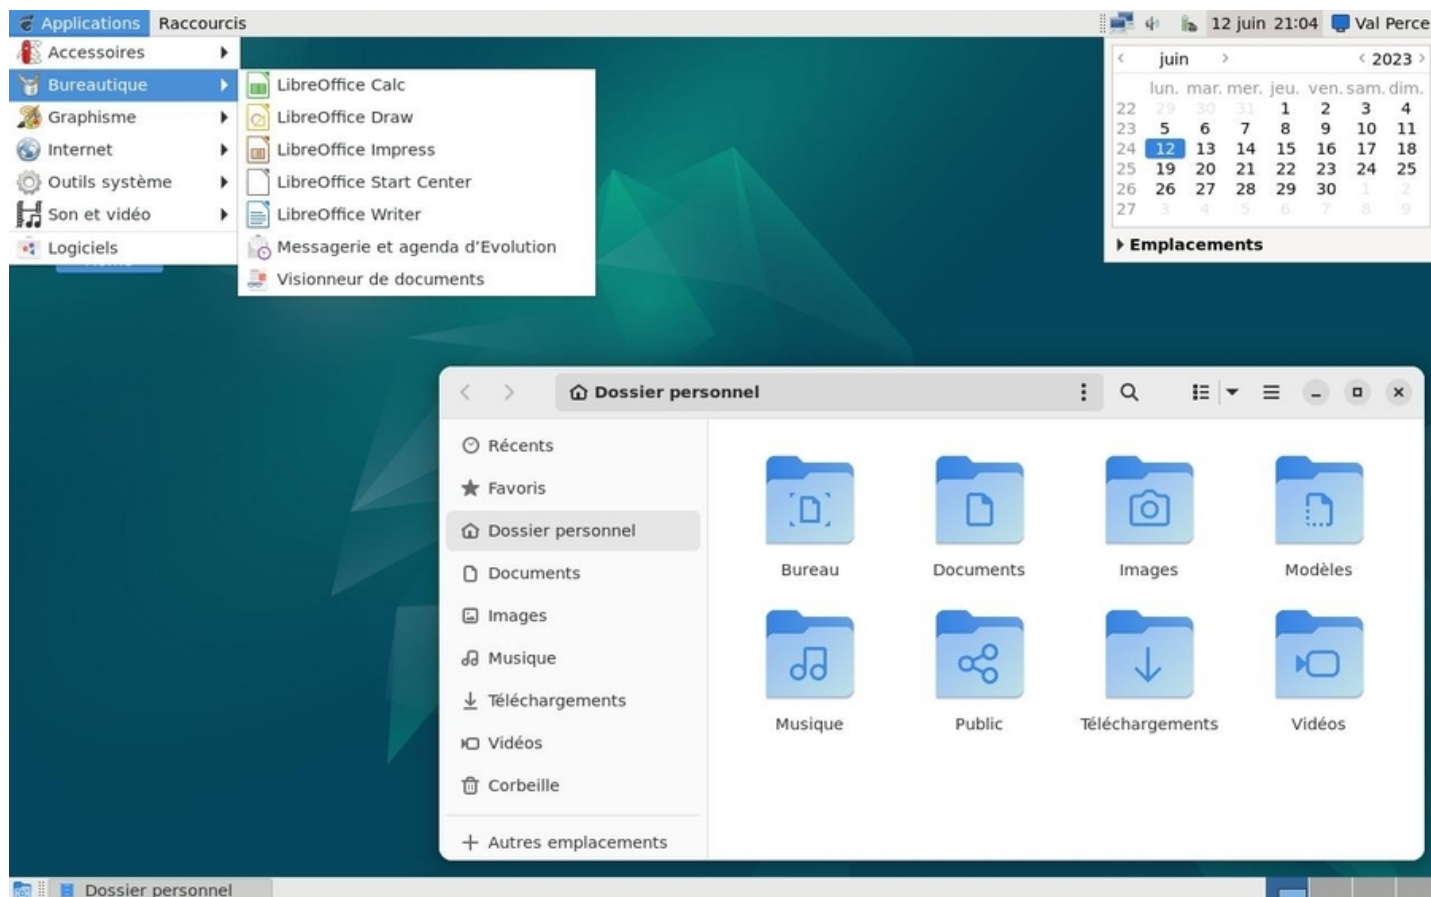 Applications Raccourcis
12 juin 21:04 Val Perce
Accessoires
Bureautique
Graphisme
Internet
Outils système
Son et vidéo
Logiciels
LibreOffice Calc
LibreOffice Draw
LibreOffice Impress
LibreOffice Start Center
LibreOffice Writer
Messagerie et agenda d’Evolution
Visionneur de documents
juin 2023
lun. mar. mer. jeu. ven. sam. dim.
22 29 30 31 1 2 3 4
23 5 6 7 8 9 10 11
24 12 13 14 15 16 17 18
25 19 20 21 22 23 24 25
26 26 27 28 29 30 1 2
27 3 4 5 6 7 8 9
Emplacements
Dossier personnel
Récents
Favoris
Dossier personnel
Documents
Images
Musique
Téléchargements
Vidéos
Corbeille
Autres emplacements
Bureau Documents Images Modèles
Musique Public Téléchargements Vidéos
Dossier personnel